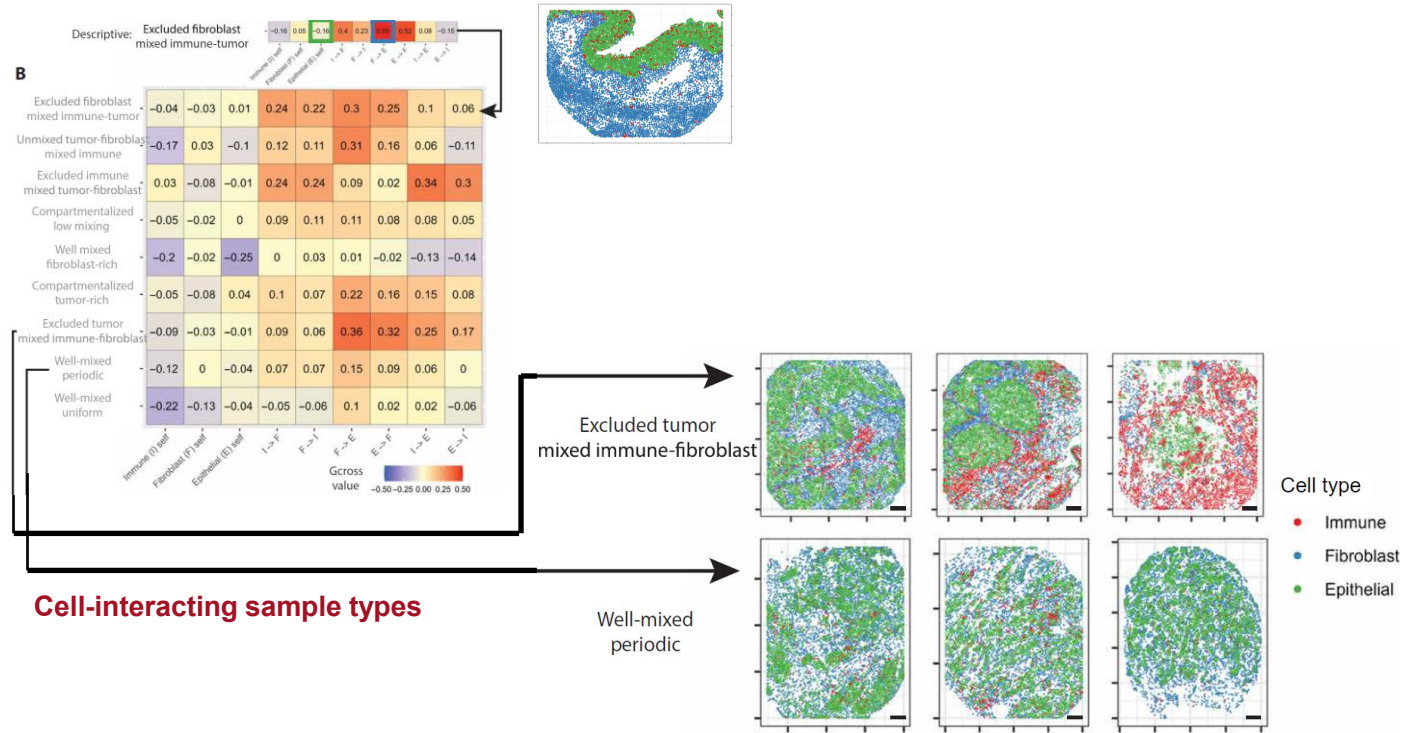 Descriptive: Excluded fibroblast
mixed immune-tumor
−0.16 0.05 −0.16 0.4 0.23 0.59 0.52 0.08 −0.15
Immune (I) self
Fibroblast (F) self
Epithelial (E) self
I -> F
F -> I
F -> E
E -> F
I -> E
E -> I
B
Excluded fibroblast
mixed immune-tumor
−0.04 −0.03 0.01 0.24 0.22 0.3 0.25 0.1 0.06
Unmixed tumor-fibroblast
mixed immune
−0.17 0.03 −0.1 0.12 0.11 0.31 0.16 0.06 −0.11
Excluded immune
mixed tumor-fibroblast
0.03 −0.08 −0.01 0.24 0.24 0.09 0.02 0.34 0.3
Compartmentalized
low mixing
−0.05 −0.02 0 0.09 0.11 0.11 0.08 0.08 0.05
Well mixed
fibroblast-rich
−0.2 −0.02 −0.25 0 0.03 0.01 −0.02 −0.13 −0.14
Compartmentalized
tumor-rich
−0.05 −0.08 0.04 0.1 0.07 0.22 0.16 0.15 0.08
Excluded tumor
mixed immune-fibroblast
−0.09 −0.03 −0.01 0.09 0.06 0.36 0.32 0.25 0.17
Well-mixed
periodic
−0.12 0 −0.04 0.07 0.07 0.15 0.09 0.06 0
Well-mixed
uniform
−0.22 −0.13 −0.04 −0.05 −0.06 0.1 0.02 0.02 −0.06
Immune (I) self
Fibroblast (F) self
Epithelial (E) self
I -> F
F -> I
F -> E
E -> F
I -> E
E -> I
Gcross
value
−0.50 −0.25 0.00 0.25 0.50
Excluded tumor
mixed immune-fibroblast
Cell type
Immune
Fibroblast
Epithelial
Cell-interacting sample types
Well-mixed
periodic